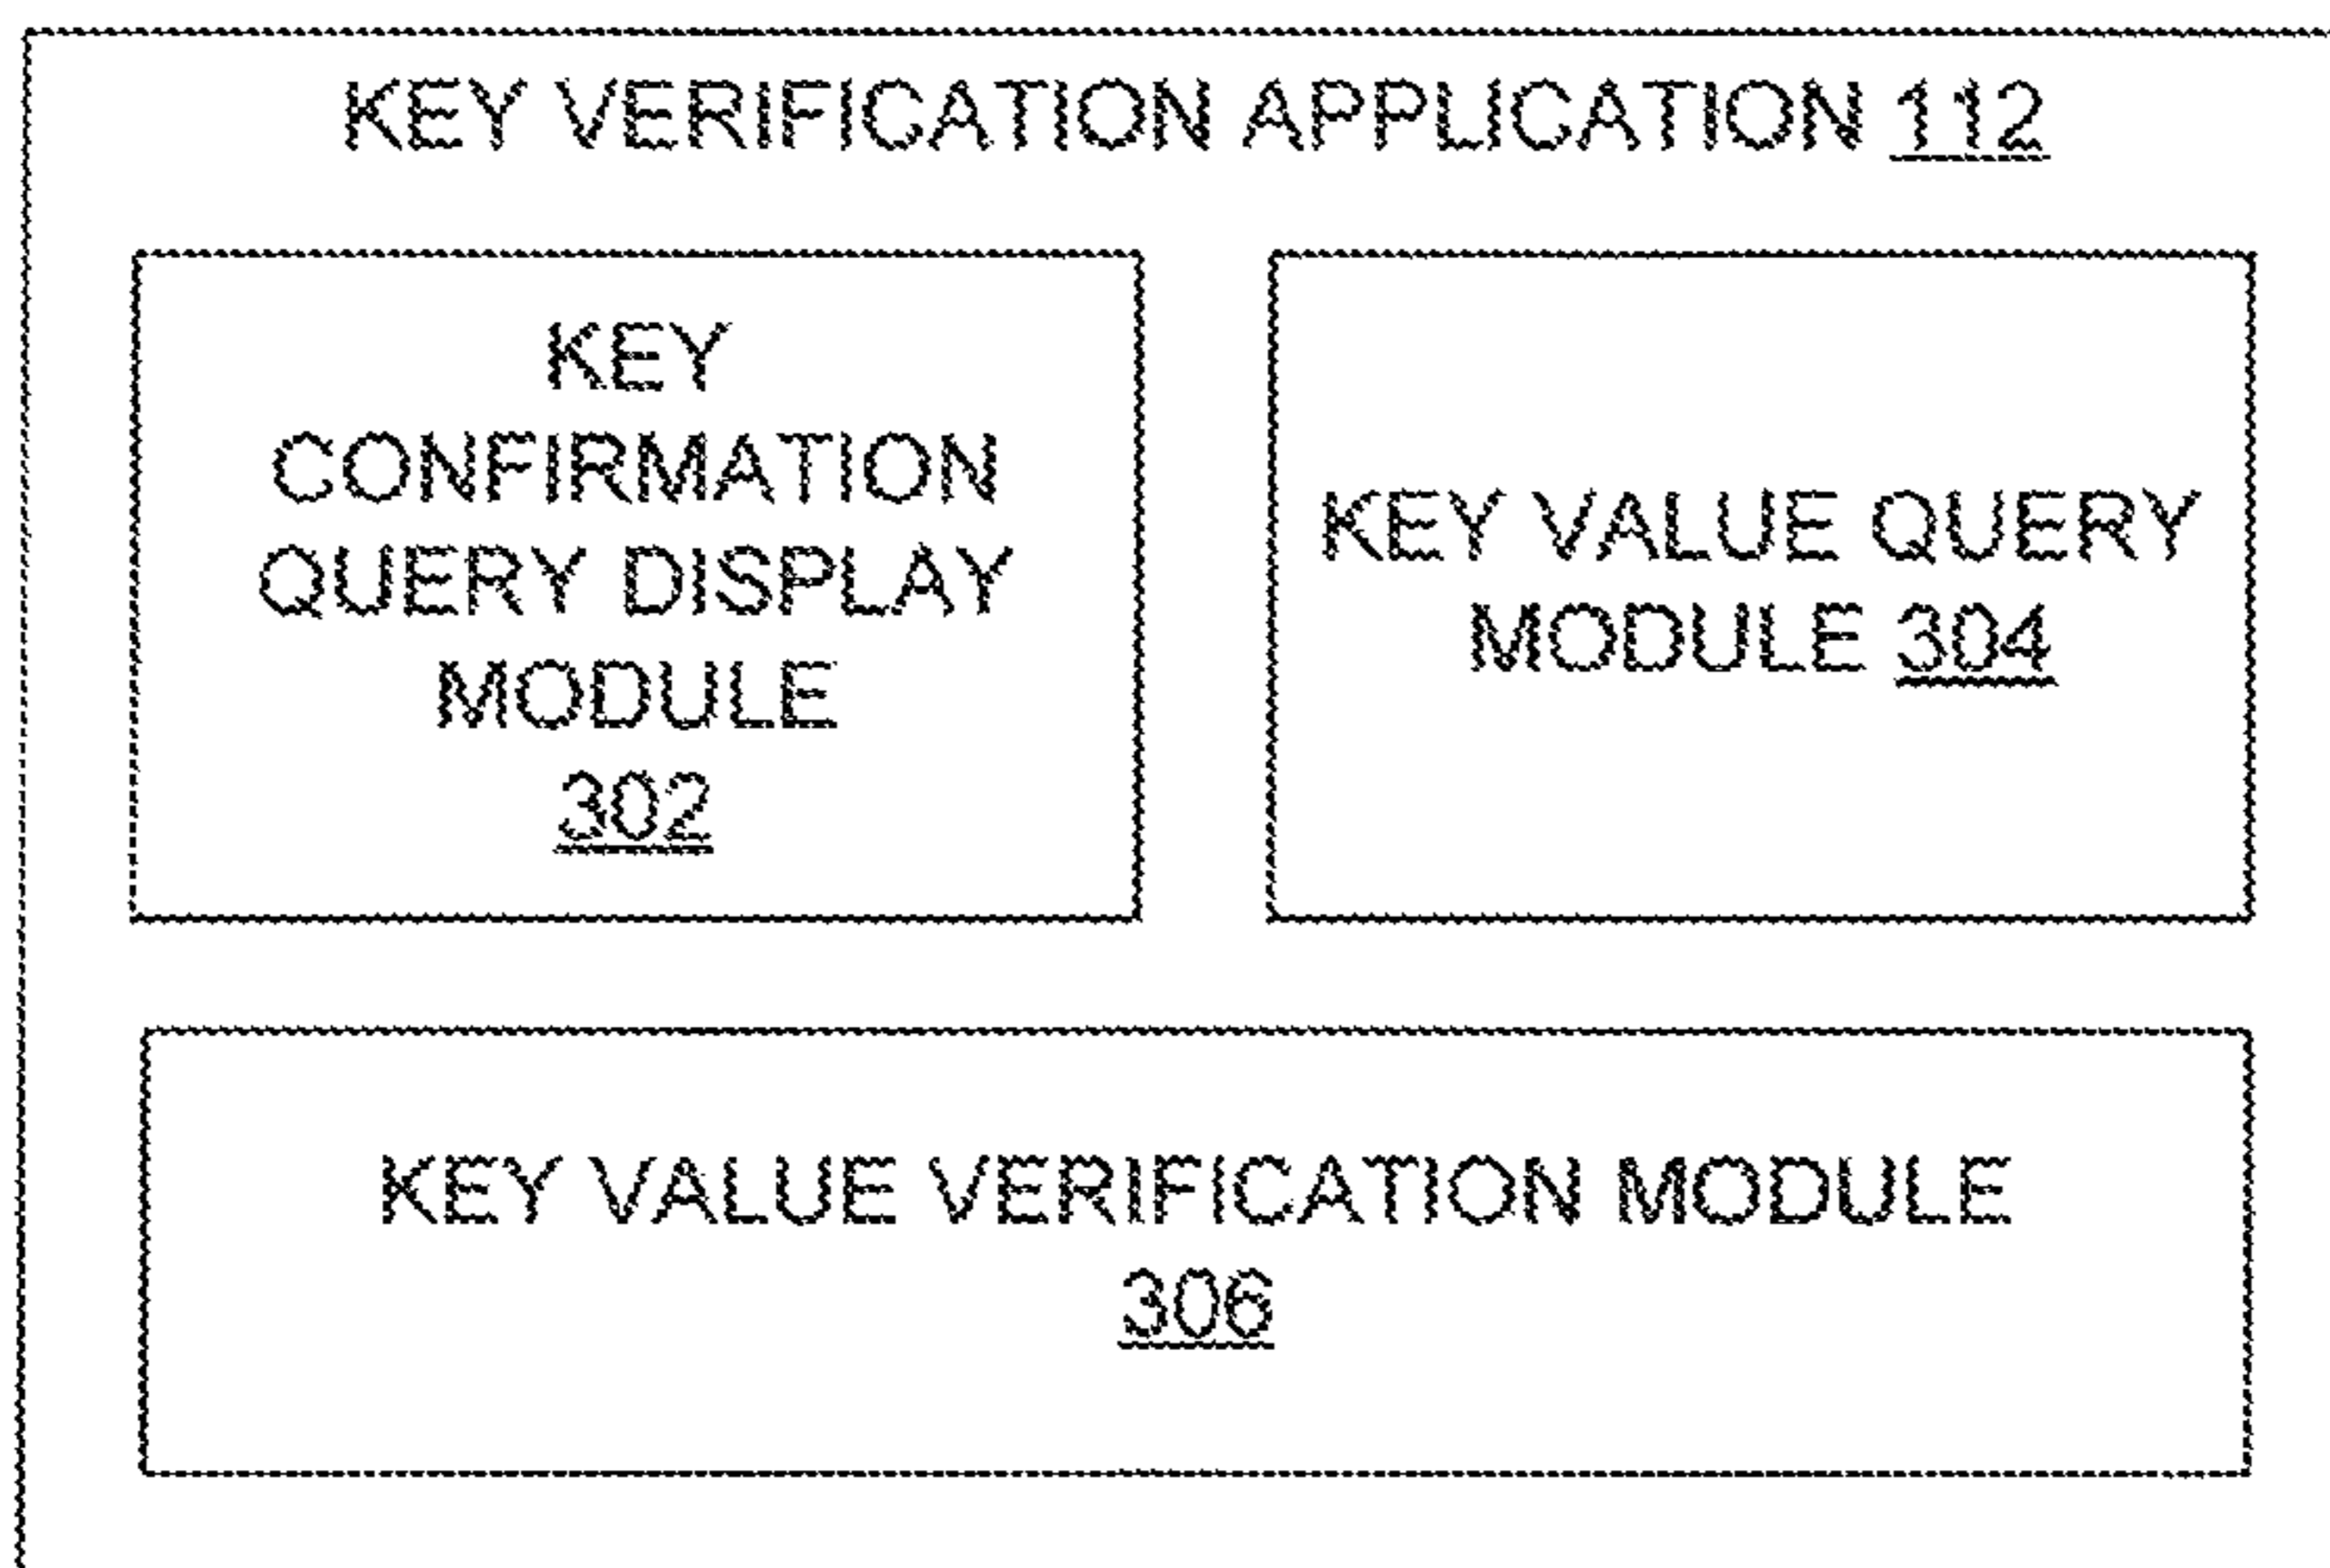 KEY VERIFICATION APPLICATION 112
KEY
CONFIRMATION
QUERY DISPLAY
MODULE
302
KEY VALUE QUERY
MODULE 304
KEY VALUE VERIFICATION MODULE
306